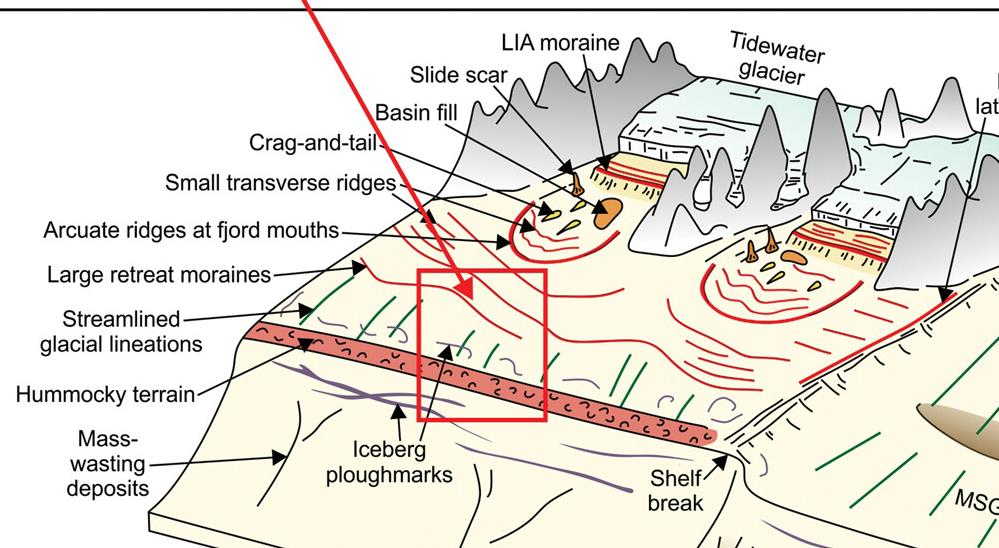 LIA moraine
Tidewater
glacier
Slide scar
Basin fill
Crag-and-tail
Small transverse ridges
Arcuate ridges at fjord mouths
Large retreat moraines
Streamlined
glacial lineations
Hummocky terrain
Mass-
wasting
deposits
Iceberg
ploughmarks
Shelf
break